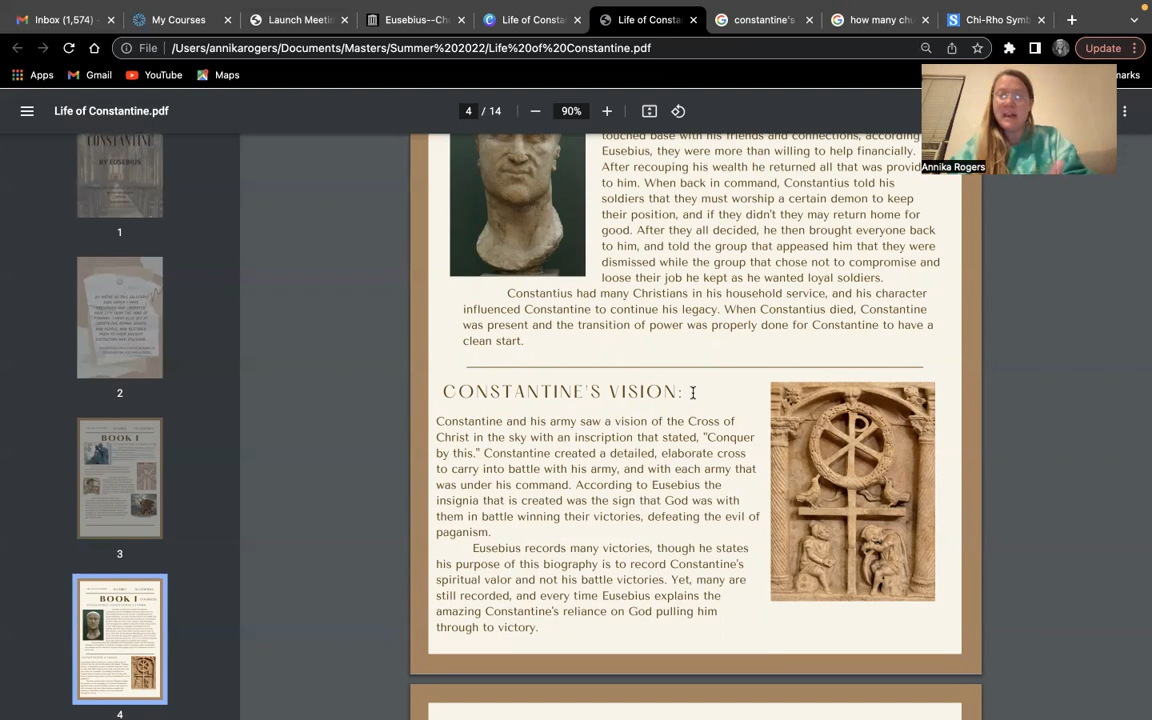 Inbox (1,574)
My Courses
Launch Meeti
Eusebius--Ch
Life of Consta
Life of Consta
constantine's
how many ch
Chi-Rho Symb
File /Users/annikarogers/Documents/Masters/Summer%202022/Life%20of%20Constantine.pdf
Update
Apps
Gmail
YouTube
Maps
marks
Life of Constantine.pdf
4 / 14
90%
Annika Rogers
touched base with his friends and connections, according
Eusebius, they were more than willing to help financially.
After recouping his wealth he returned all that was provid
to him. When back in command, Constantius told his
soldiers that they must worship a certain demon to keep
their position, and if they didn't they may return home for
good. After they all decided, he then brought everyone back
to him, and told the group that appeased him that they were
dismissed while the group that chose not to compromise and
loose their job he kept as he wanted loyal soldiers.
Constantius had many Christians in his household service, and his character
influenced Constantine to continue his legacy. When Constantius died, Constantine
was present and the transition of power was properly done for Constantine to have a
clean start.
CONSTANTINE'S VISION:
Constantine and his army saw a vision of the Cross of
Christ in the sky with an inscription that stated, "Conquer
by this." Constantine created a detailed, elaborate cross
to carry into battle with his army, and with each army that
was under his command. According to Eusebius the
insignia that is created was the sign that God was with
them in battle winning their victories, defeating the evil of
paganism.
Eusebius records many victories, though he states
his purpose of this biography is to record Constantine's
spiritual valor and not his battle victories. Yet, many are
still recorded, and every time Eusebius explains the
amazing Constantine's reliance on God pulling him
through to victory.
CONSTANTINE
BY EUSEBIUS
1
2
BOOK I
3
BOOK I
4